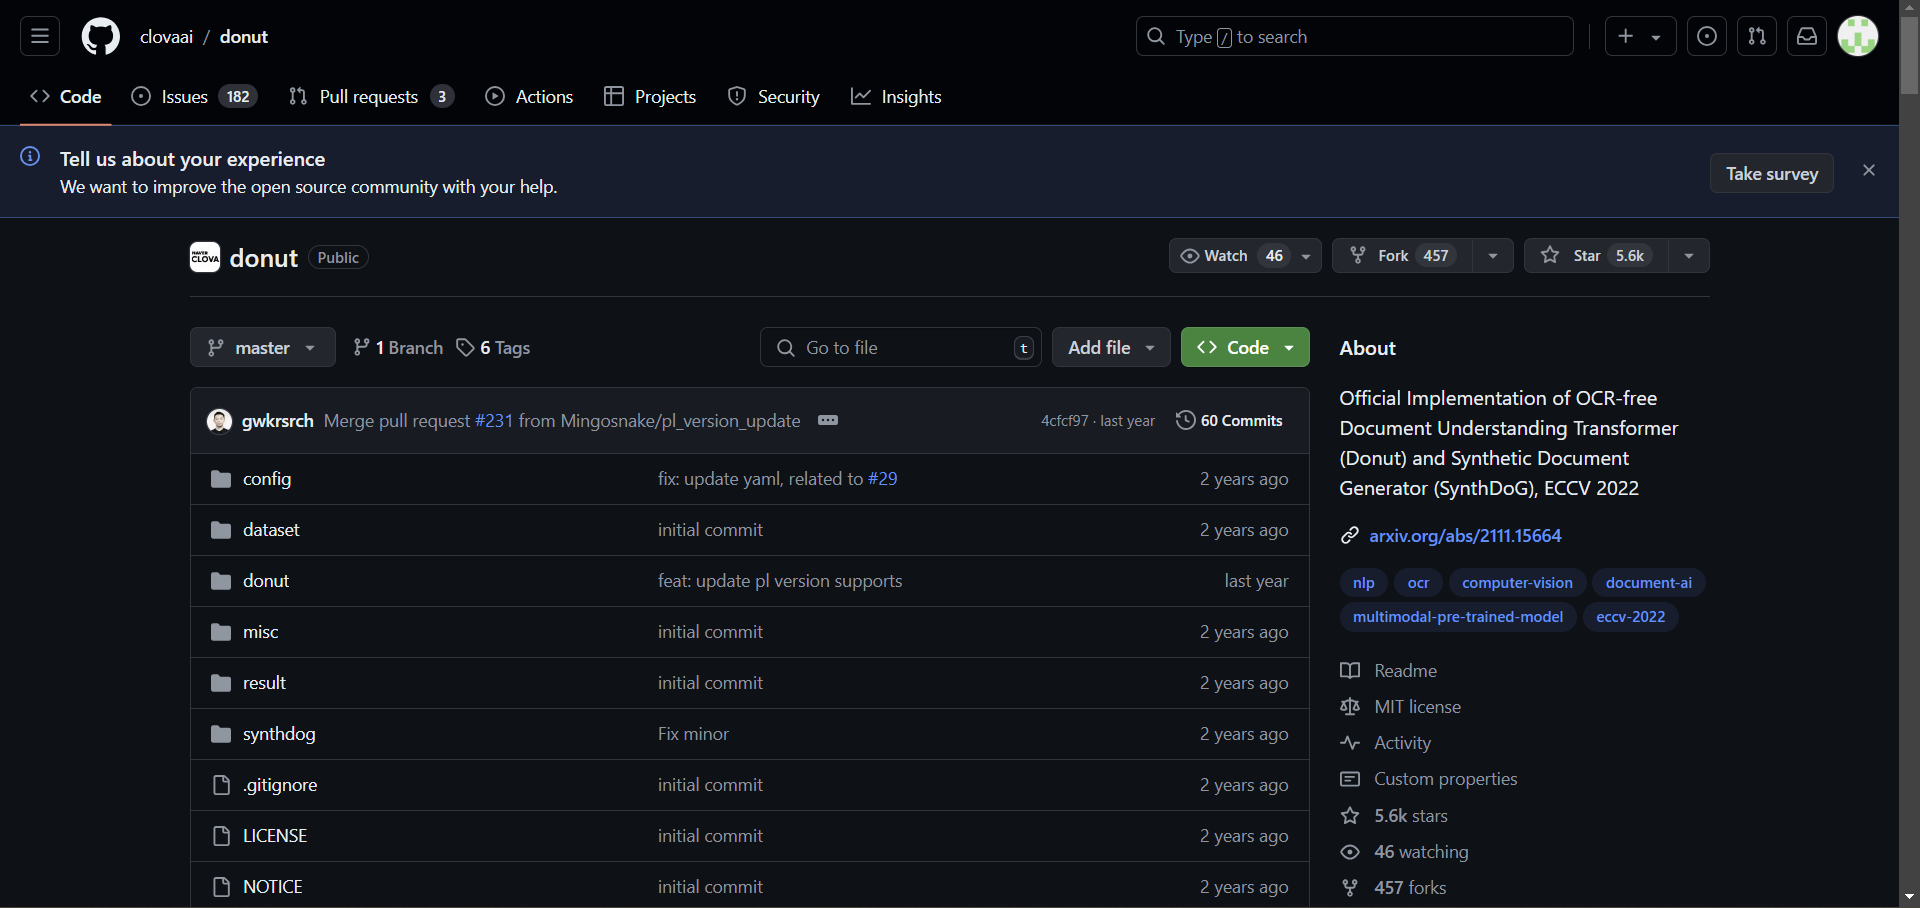 clovaai / donut
Type / to search
Code
Issues 182
Pull requests 3
Actions
Projects
Security
Insights
Tell us about your experience
We want to improve the open source community with your help.
Take survey
NAVER
CLOVA
donut Public
Watch 46
Fork 457
Star 5.6k
master
1 Branch
6 Tags
Go to file t
Add file
Code
gwkrsrch Merge pull request #231 from Mingosnake/pl_version_update
4cfcf97 · last year
60 Commits
config fix: update yaml, related to #29 2 years ago
dataset initial commit 2 years ago
donut feat: update pl version supports last year
misc initial commit 2 years ago
result initial commit 2 years ago
synthdog Fix minor 2 years ago
.gitignore initial commit 2 years ago
LICENSE initial commit 2 years ago
NOTICE initial commit 2 years ago
About
Official Implementation of OCR-free
Document Understanding Transformer
(Donut) and Synthetic Document
Generator (SynthDoG), ECCV 2022
arxiv.org/abs/2111.15664
nlp ocr computer-vision document-ai
multimodal-pre-trained-model eccv-2022
Readme
MIT license
Activity
Custom properties
5.6k stars
46 watching
457 forks